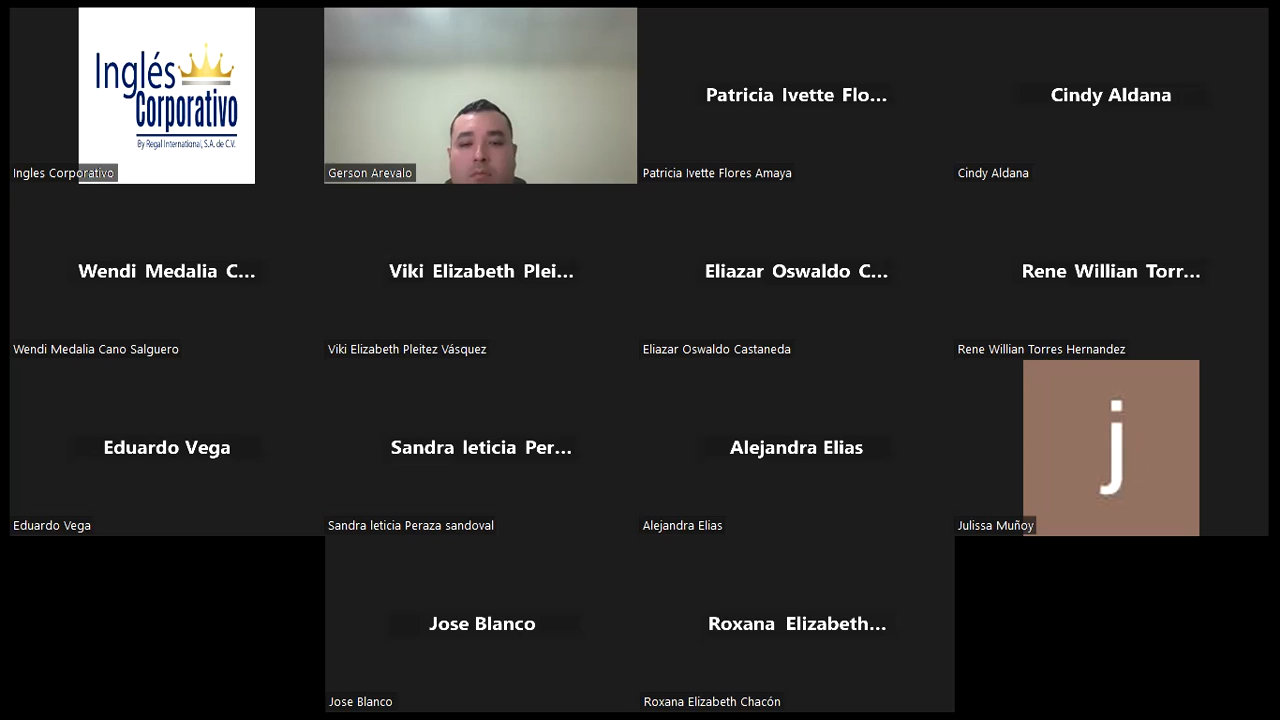 Inglés
Corporativo
By Regal International, S.A. de C.V.
Ingles Corporativo
Gerson Arevalo
Patricia Ivette Flo...
Patricia Ivette Flores Amaya
Cindy Aldana
Cindy Aldana
Wendi Medalia C...
Wendi Medalia Cano Salguero
Viki Elizabeth Plei...
Viki Elizabeth Pleitez Vásquez
Eliazar Oswaldo C...
Eliazar Oswaldo Castaneda
Rene Willian Torr...
Rene Willian Torres Hernandez
Eduardo Vega
Eduardo Vega
Sandra leticia Per...
Sandra leticia Peraza sandoval
Alejandra Elias
Alejandra Elias
j
Julissa Muñoy
Jose Blanco
Jose Blanco
Roxana Elizabeth...
Roxana Elizabeth Chacón